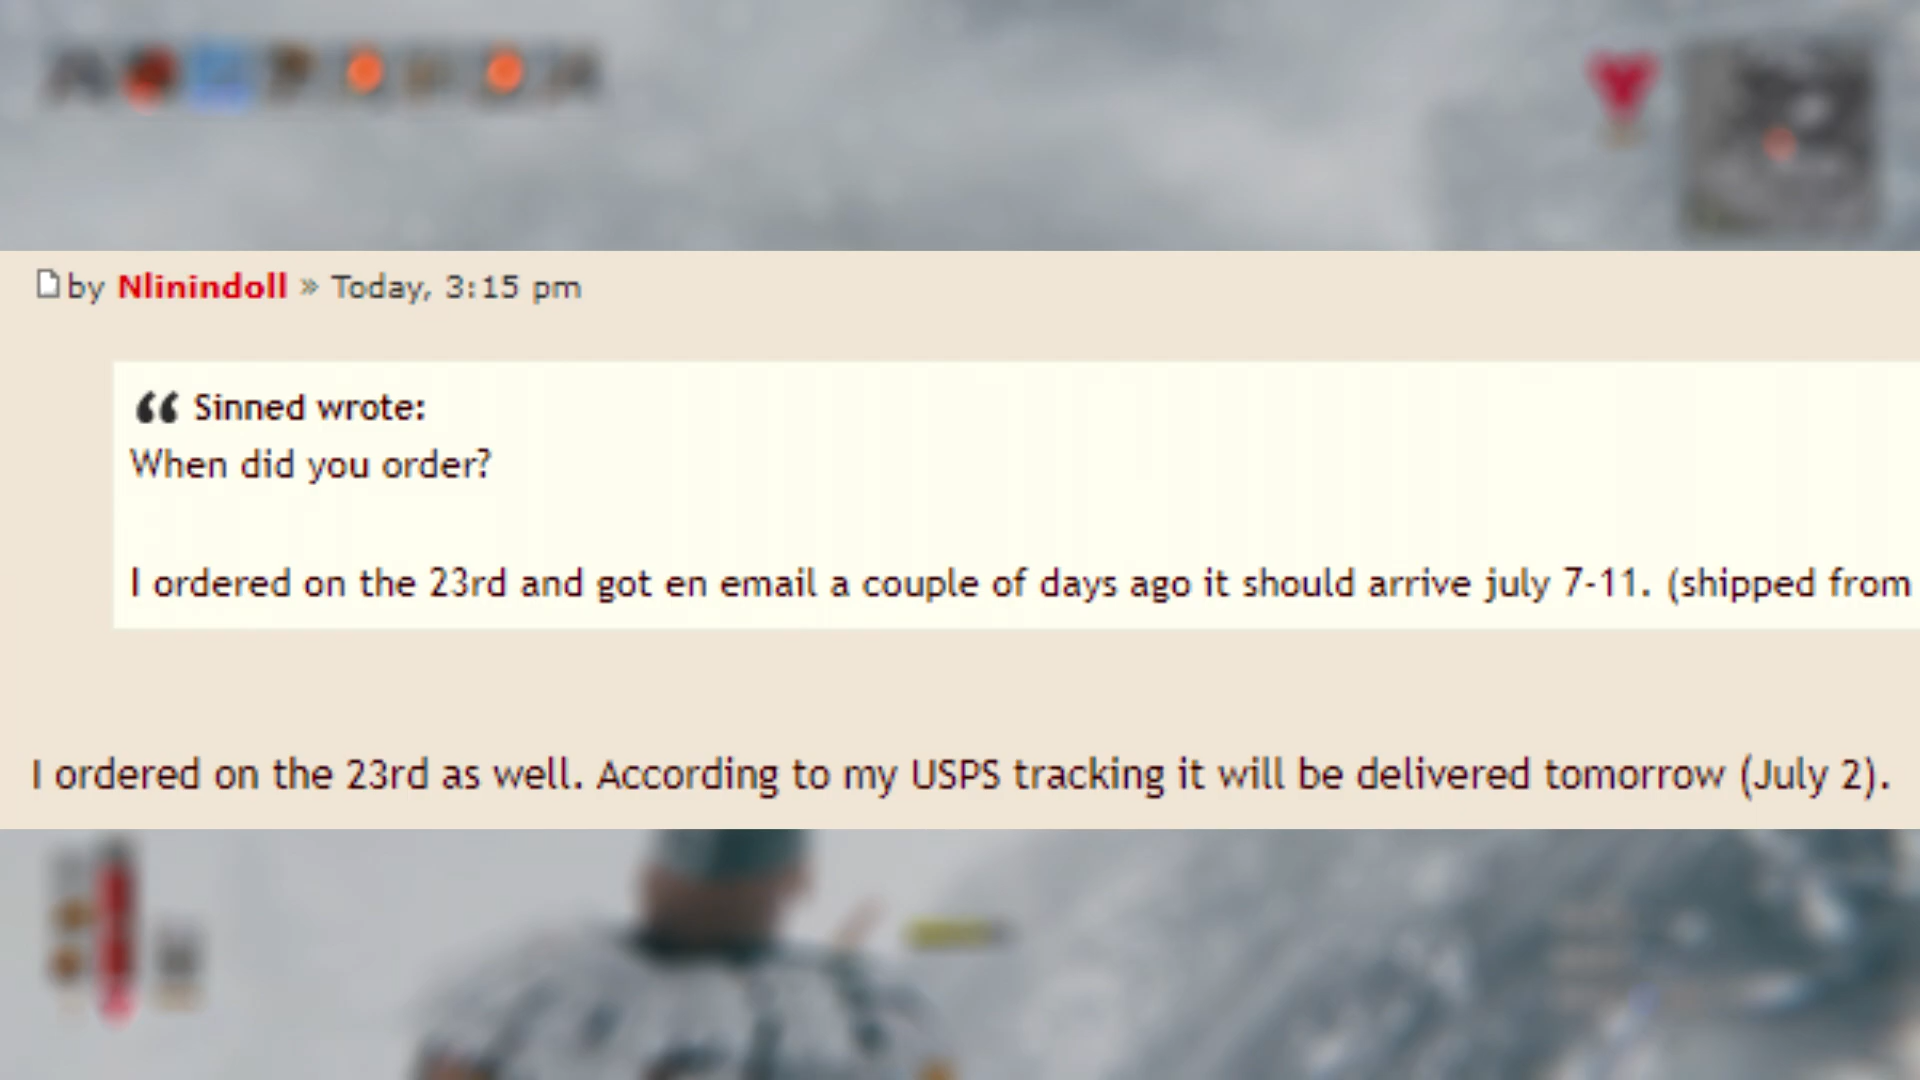 by Nlinindoll » Today, 3:15 pm
Sinned wrote:
When did you order?
I ordered on the 23rd and got en email a couple of days ago it should arrive july 7-11. (shipped from
I ordered on the 23rd as well. According to my USPS tracking it will be delivered tomorrow (July 2).